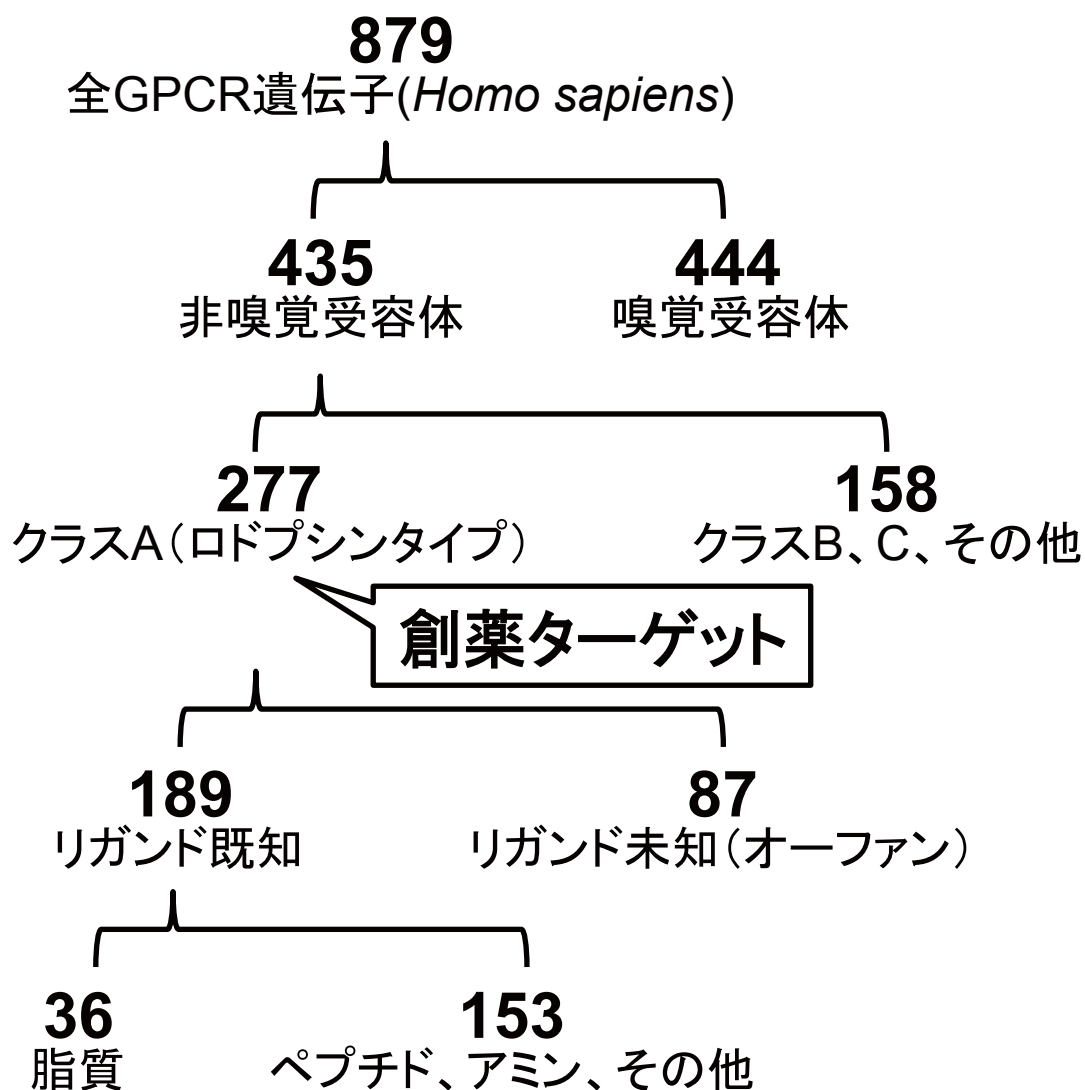 879
全GPCR遺伝子(Homo sapiens)
435
非嗅覚受容体
444
嗅覚受容体
277
クラスA（ロドプシンタイプ）
158
クラスB、C、その他
創薬ターゲット
189
リガンド既知
87
リガンド未知（オーファン）
36
脂質
153
ペプチド、アミン、その他